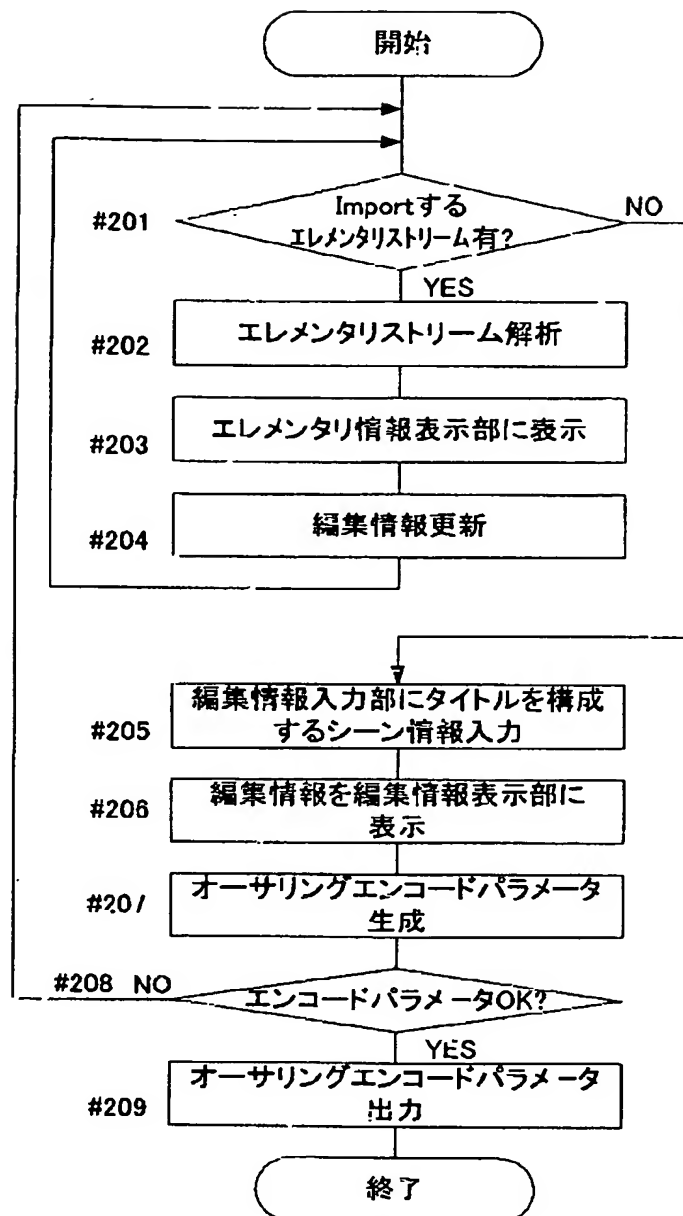 開始
Importする
#201
エレメンタリストリーム有?
NO
YES
#202
エレメンタリストリーム解析
#203
エレメンタリ情報表示部に表示
#204
編集情報更新
編集情報入力部にタイトルを構成
#205
するシーン情報入力
#206
編集情報を編集情報表示部に
表示
#207
オーサリングエンコードパラメータ
生成
#208 NO
エンコードパラメータOK?
YES
#209
オーサリングエンコードパラメータ
出力
終了